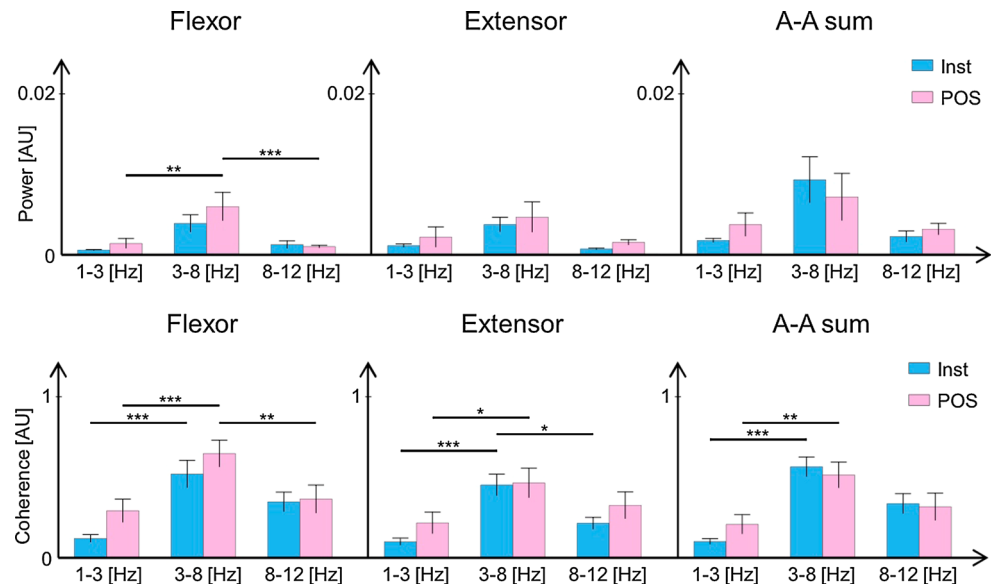 Flexor Extensor A-A sum
Inst
POS
Power [AU]
0.02 0.02 0.02
** ***
0
1-3 [Hz] 3-8 [Hz] 8-12 [Hz] 1-3 [Hz] 3-8 [Hz] 8-12 [Hz] 1-3 [Hz] 3-8 [Hz] 8-12 [Hz]
Flexor Extensor A-A sum
Inst
POS
Coherence [AU]
1 1 1
*** *** **
* *** *
** ***
0
1-3 [Hz] 3-8 [Hz] 8-12 [Hz] 1-3 [Hz] 3-8 [Hz] 8-12 [Hz] 1-3 [Hz] 3-8 [Hz] 8-12 [Hz]